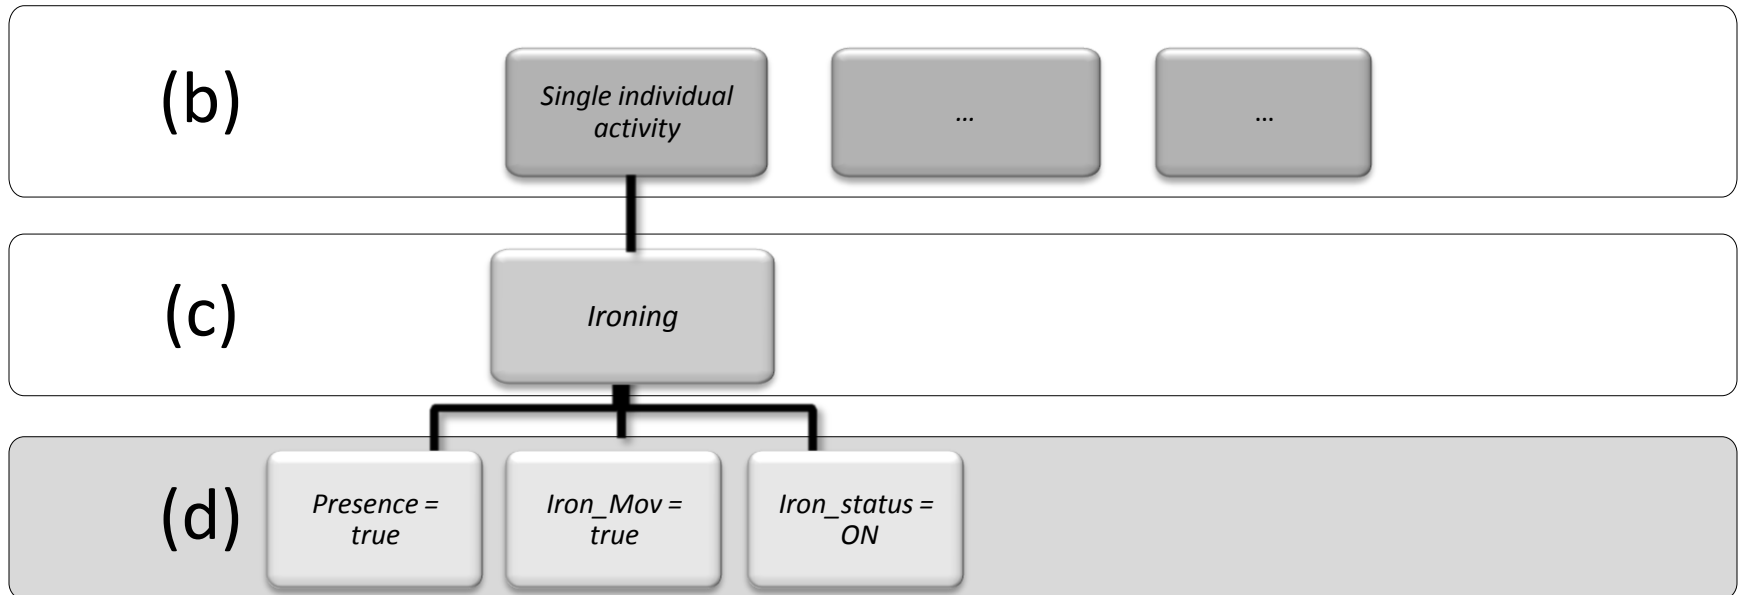 (b)
Single individual
activity
...
...
(c)
Ironing
(d)
Presence =
true
Iron_Mov =
true
Iron_status =
ON